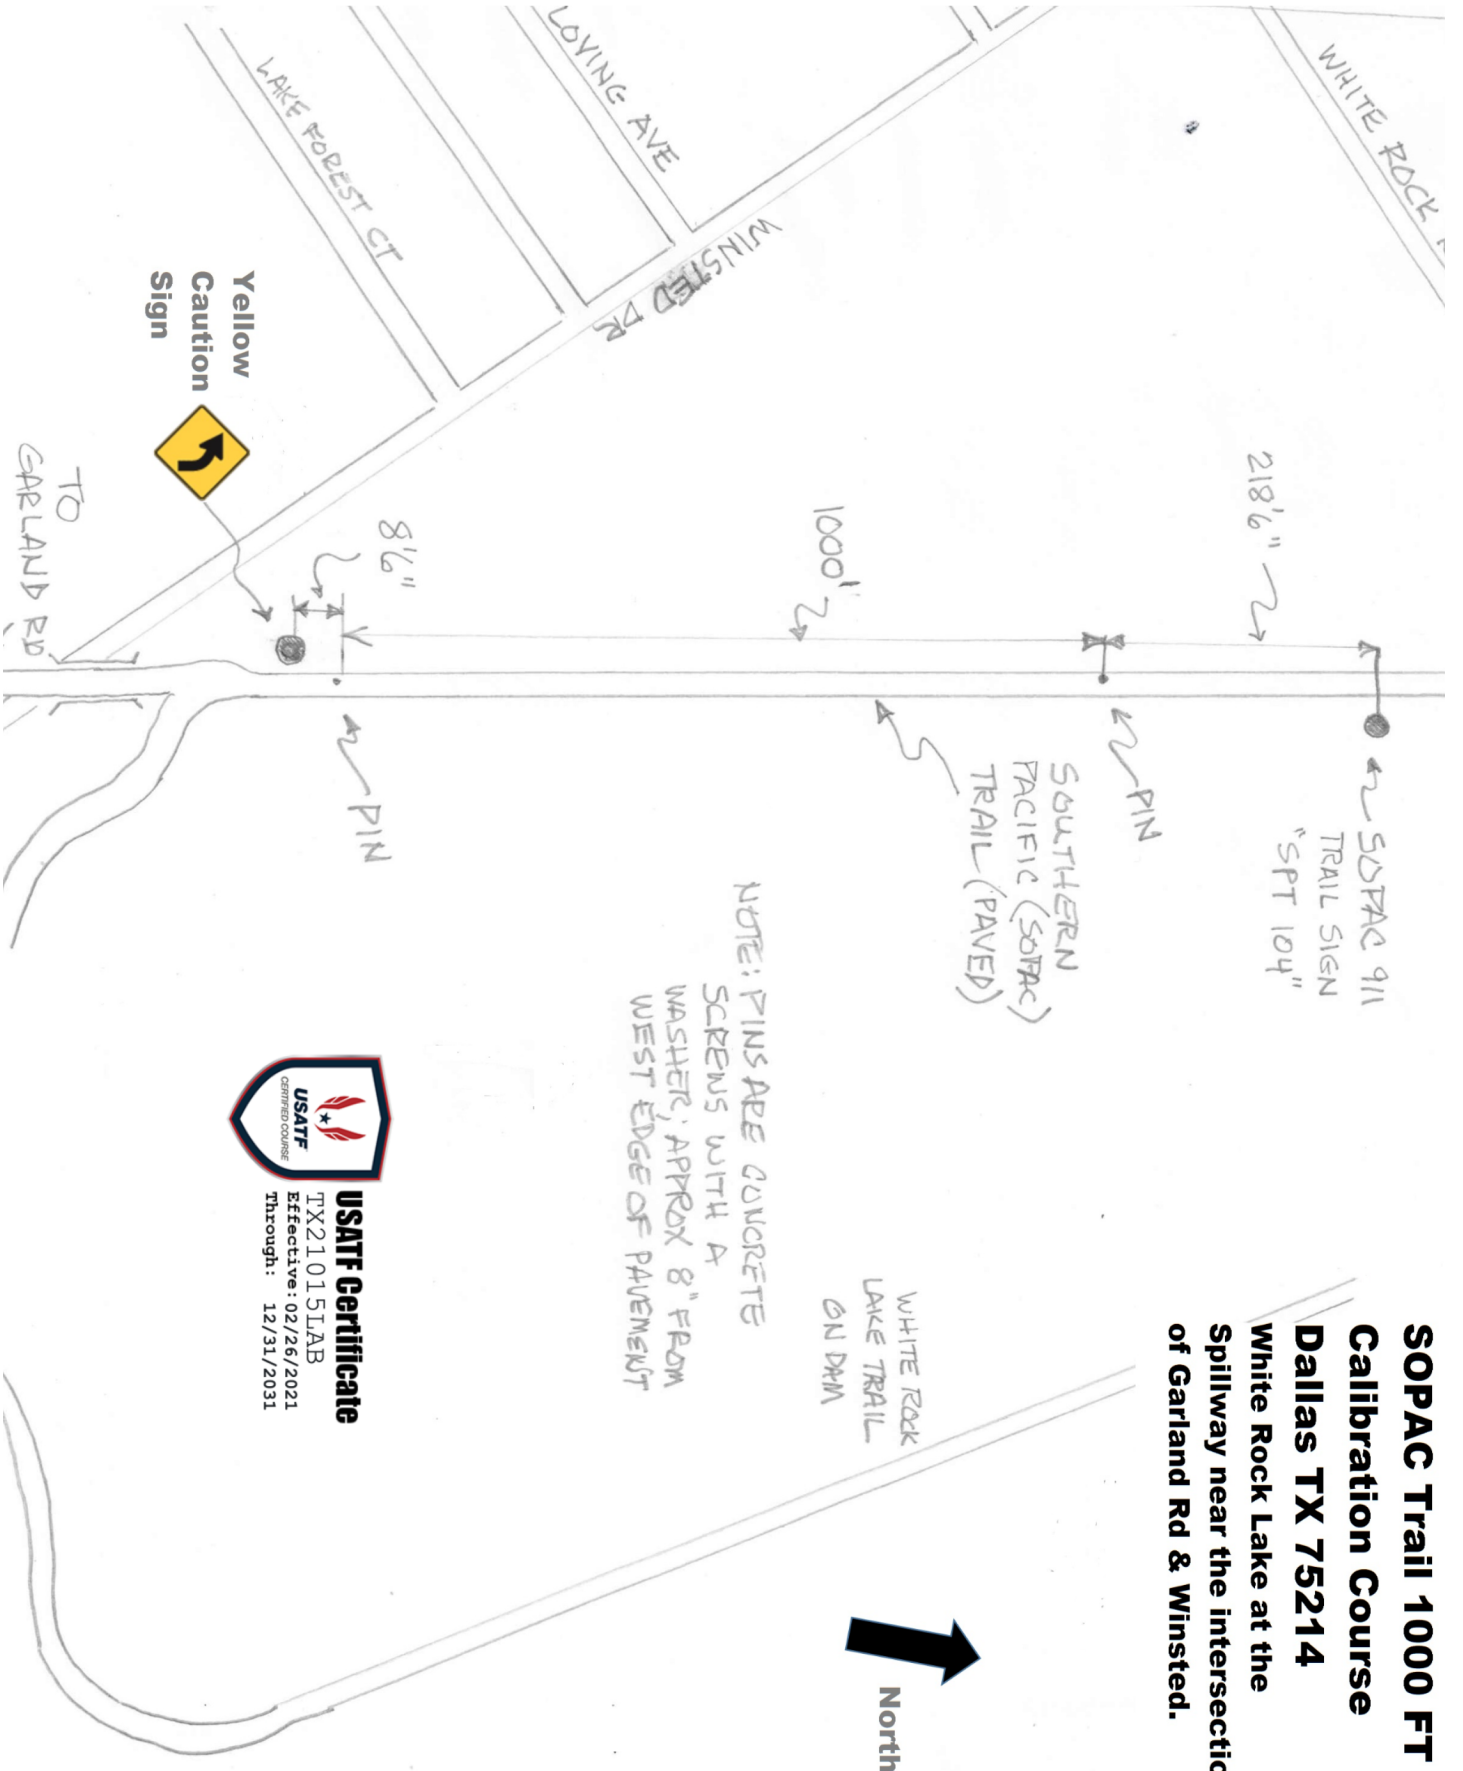 SOPAC Trail 1000 FT
Calibration Course
Dallas TX 75214
White Rock Lake at the
Spillway near the intersectio
of Garland Rd & Winsted.
North
WHITE ROCK
LOVING AVE
LAKE FOREST CT
WINSTED DR
Yellow
Caution
Sign
TO
GARLAND RD
8'6"
1000'
218'6"
PIN
PIN
SOPAC 911
TRAIL SIGN
"SPT 104"
SOUTHERN
PACIFIC (SOPAC)
TRAIL (PAVED)
NOTE: PINS ARE CONCRETE
SCREWS WITH A
WASHER; APPROX 8" FROM
WEST EDGE OF PAVEMENT
WHITE ROCK
LAKE TRAIL
ON DAM
USATF
CERTIFIED COURSE
USATF Certificate
TX21015LAB
Effective: 02/26/2021
Through: 12/31/2031